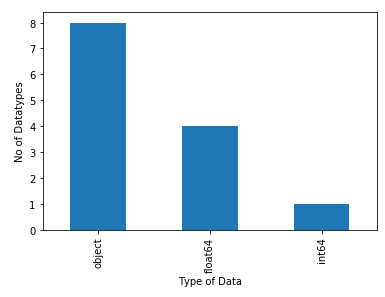 8
7
6
5
4
3
2
1
0
No of Datatypes
object
float64
int64
Type of Data